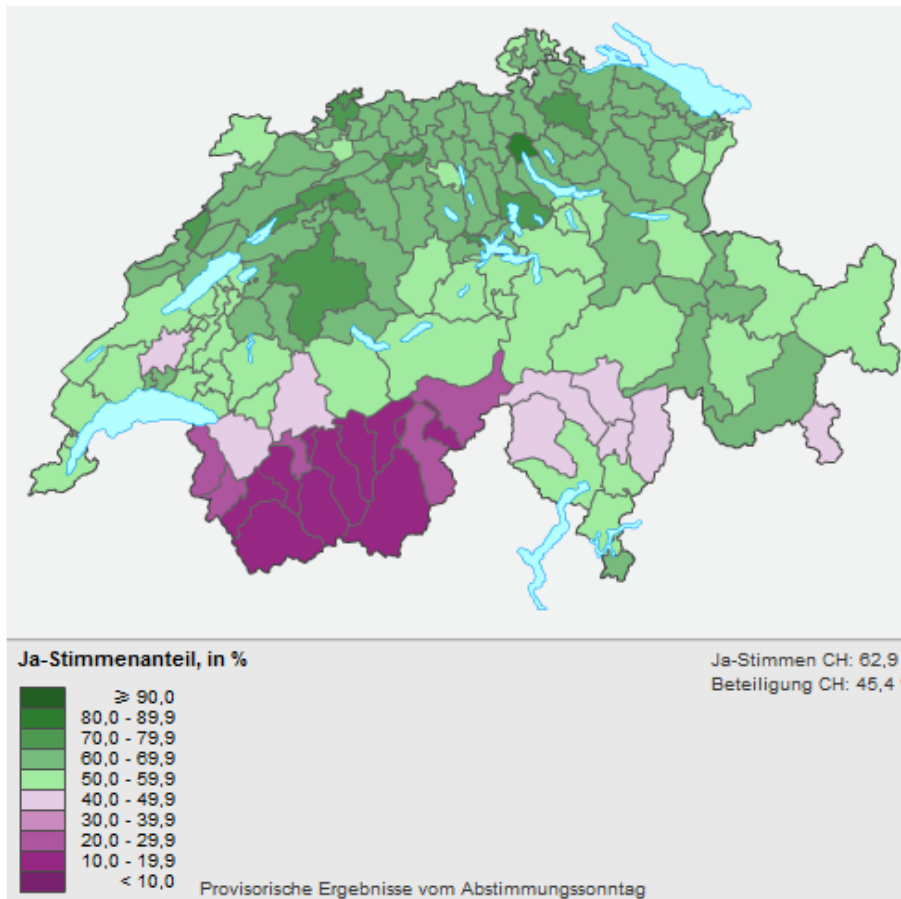 Ja-Stimmenanteil, in %
Ja-Stimmen CH: 62,9
Beteiligung CH: 45,4
≥ 90,0
80,0 - 89,9
70,0 - 79,9
60,0 - 69,9
50,0 - 59,9
40,0 - 49,9
30,0 - 39,9
20,0 - 29,9
10,0 - 19,9
< 10,0
Provisorische Ergebnisse vom Abstimmungssonntag